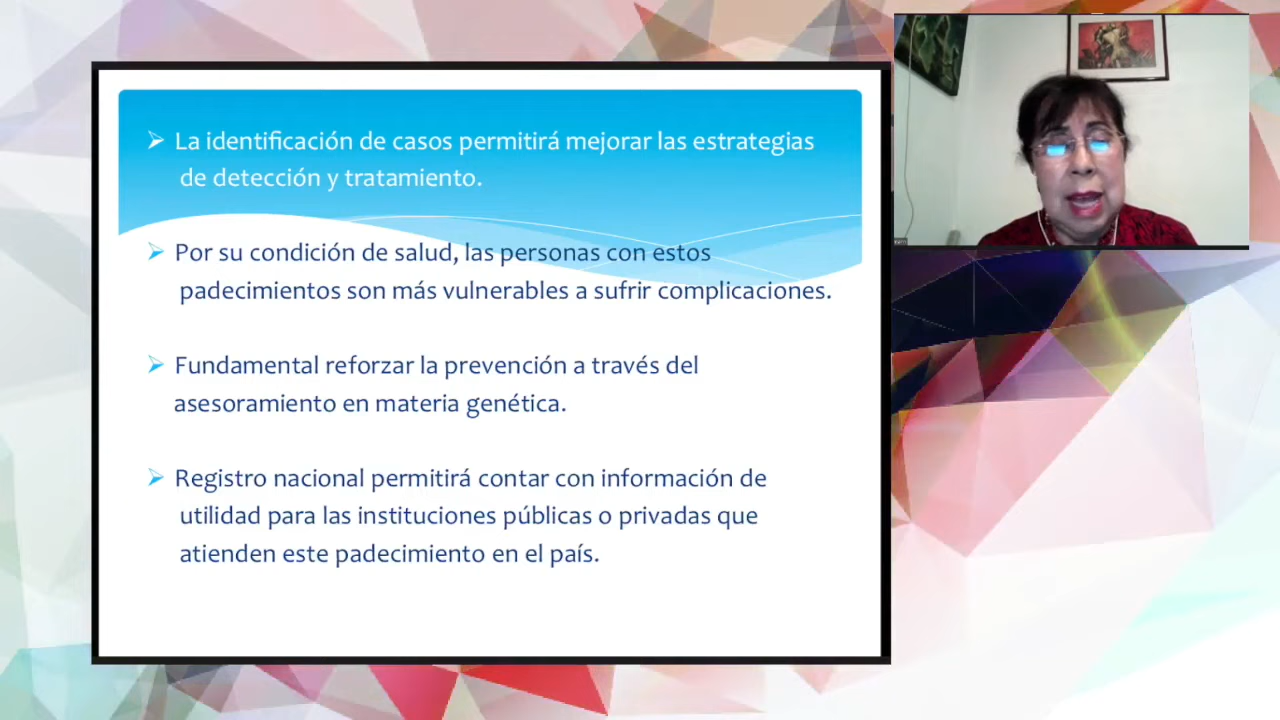 La identificación de casos permitirá mejorar las estrategias
de detección y tratamiento.
Por su condición de salud, las personas con estos
padecimientos son más vulnerables a sufrir complicaciones.
Fundamental reforzar la prevención a través del
asesoramiento en materia genética.
Registro nacional permitirá contar con información de
utilidad para las instituciones públicas o privadas que
atienden este padecimiento en el país.